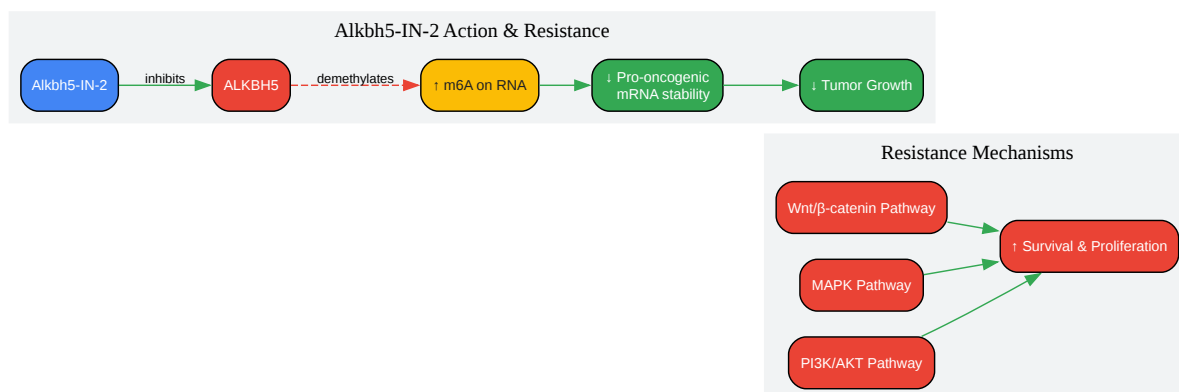 Alkbh5-IN-2 Action & Resistance
Alkbh5-IN-2
inhibits
ALKBH5
demethylates
↑ m6A on RNA
↓ Pro-oncogenic
mRNA stability
↓ Tumor Growth
Resistance Mechanisms
Wnt/β-catenin Pathway
↑ Survival & Proliferation
MAPK Pathway
PI3K/AKT Pathway